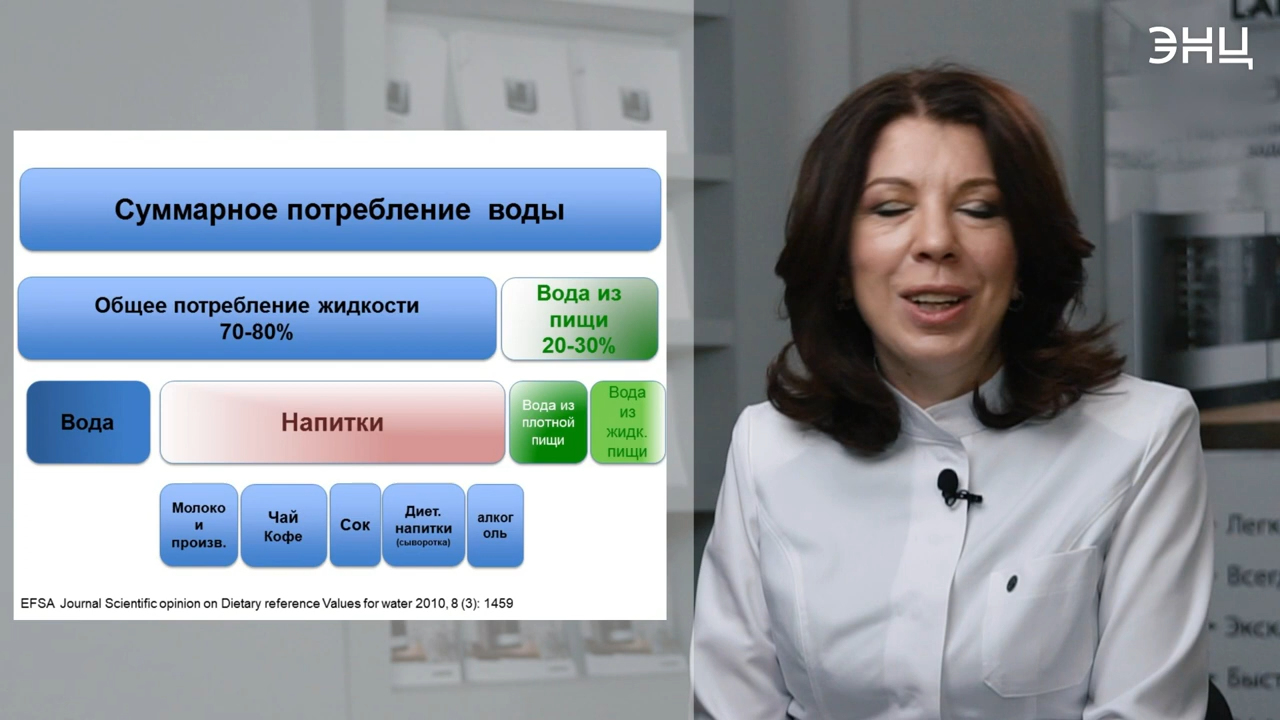 ЭНЦ
Суммарное потребление воды
Общее потребление жидкости
70-80%
Вода из
пищи
20-30%
Вода
Напитки
Вода из
плотной
пищи
Вода
из
жидк.
пищи
Молоко
и
произв.
Чай
Кофе
Сок
Диет.
напитки
(сыворотка)
алког
оль
EFSA Journal Scientific opinion on Dietary reference Values for water 2010, 8 (3): 1459